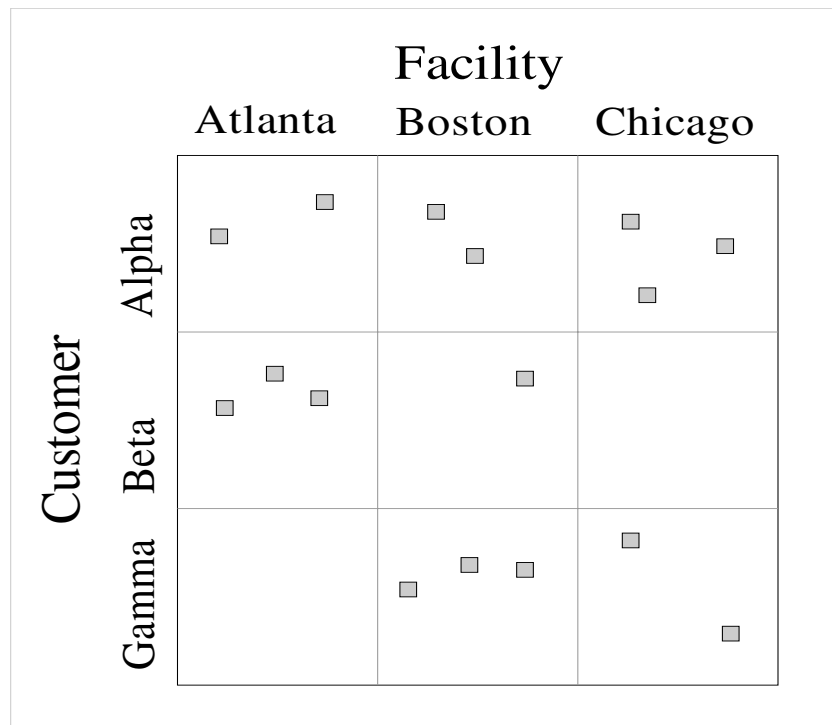 Facility
Atlanta Boston Chicago
Customer
Alpha
Beta
Gamma